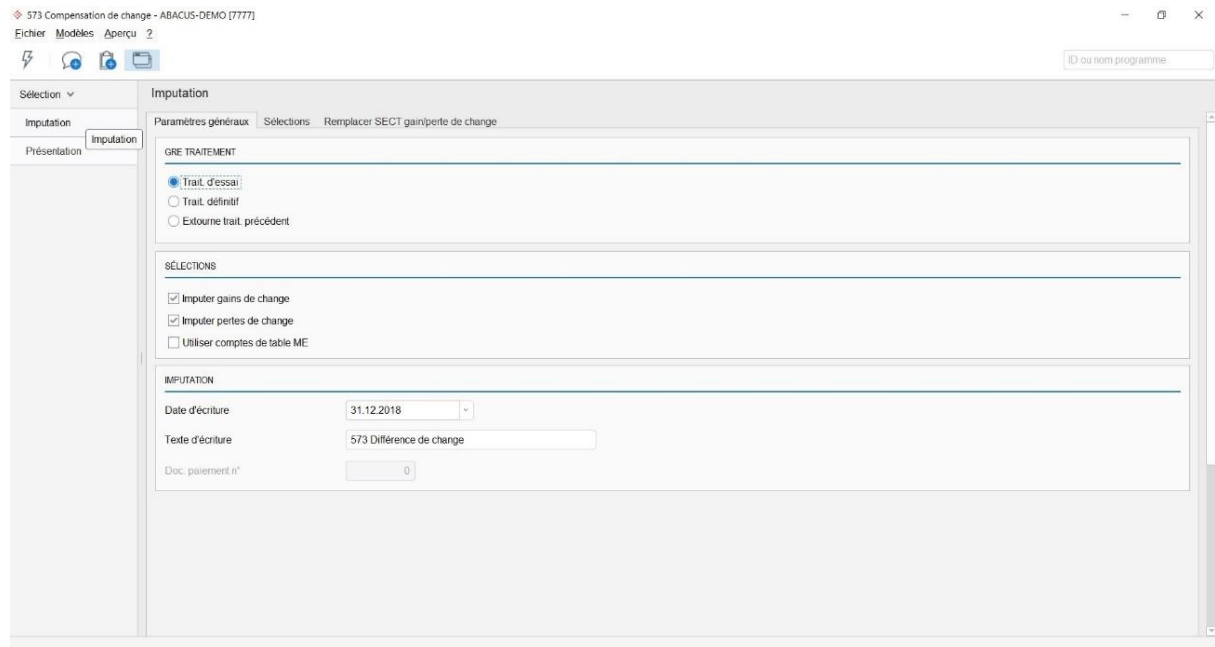 573 Compensation de change - ABACUS-DEMO [7777]
Fichier Modèles Aperçu ?
ID ou nom programme
Sélection
Imputation
Imputation
Présentation
Imputation
Paramètres généraux Sélections Remplacer SECT gain/perte de change
GRE TRAITEMENT
Trait. d'essai
Trait. définitif
Extourne trait. précédent
SÉLECTIONS
Imputer gains de change
Imputer pertes de change
Utiliser comptes de table ME
IMPUTATION
Date d'écriture 31.12.2018
Texte d'écriture 573 Différence de change
Doc. paiement n° 0